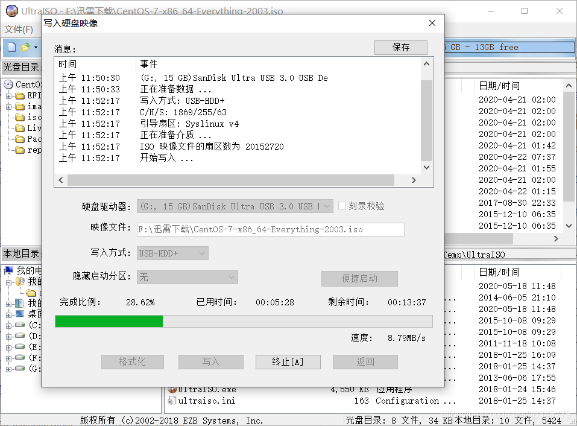 UltraISO - F:\迅雷下载\CentOS-7-x86_64-Everything-2003.iso
文件(F)
写入硬盘映像
消息:
保存
时间 事件
上午 11:50:30 (G:, 15 GB)SanDisk Ultra USB 3.0 USB De
上午 11:50:33 正在准备数据 ...
上午 11:52:17 写入方式: USB-HDD+
上午 11:52:17 C/H/S: 1869/255/63
上午 11:52:17 引导扇区: Syslinux v4
上午 11:52:17 正在准备介质 ...
上午 11:52:17 ISO 映像文件的扇区数为 20152720
上午 11:52:17 开始写入 ...
硬盘驱动器: (G:, 15 GB)SanDisk Ultra USB 3.0 USB
刻录校验
映像文件: F:\迅雷下载\CentOS-7-x86_64-Everything-2003.iso
写入方式: USB-HDD+
隐藏启动分区: 无
便捷启动
完成比例: 28.62% 已用时间: 00:05:28 剩余时间: 00:13:37
速度: 8.79MB/s
格式化 写入 终止[A] 返回
光盘目录
CentO
EFI
ima
iso
Liv
Pac
rep
GB - 13GB free
日期/时间
2020-04-21 02:00
2020-04-21 02:00
2020-04-21 02:00
2020-04-21 02:00
2020-04-21 01:42
2020-04-22 07:37
2020-04-21 01:55
2020-04-21 02:00
2020-04-22 01:15
2017-08-30 22:33
2015-12-10 06:35
2015-12-10 06:35
本地目录
我的电
我的
我的
桌面
(C:
(D:
(E:
(F:
(G:
Temp\UltraISO
日期/时间
2020-05-18 11:48
2014-06-05 21:10
2020-05-18 11:48
2015-10-08 09:29
2015-10-08 09:29
2011-11-18 10:08
2018-01-25 16:09
2018-01-25 14:37
2013-06-06 17:55
UltraISO.exe 4,550 KB 应用程序 2018-01-24 15:46
ultraiso.ini 163 Configuration ... 2018-01-25 14:37
版权所有 (c)2002-2018 EZB Systems, Inc.
光盘目录: 8 文件, 34 KB
本地目录: 10 文件, 5424